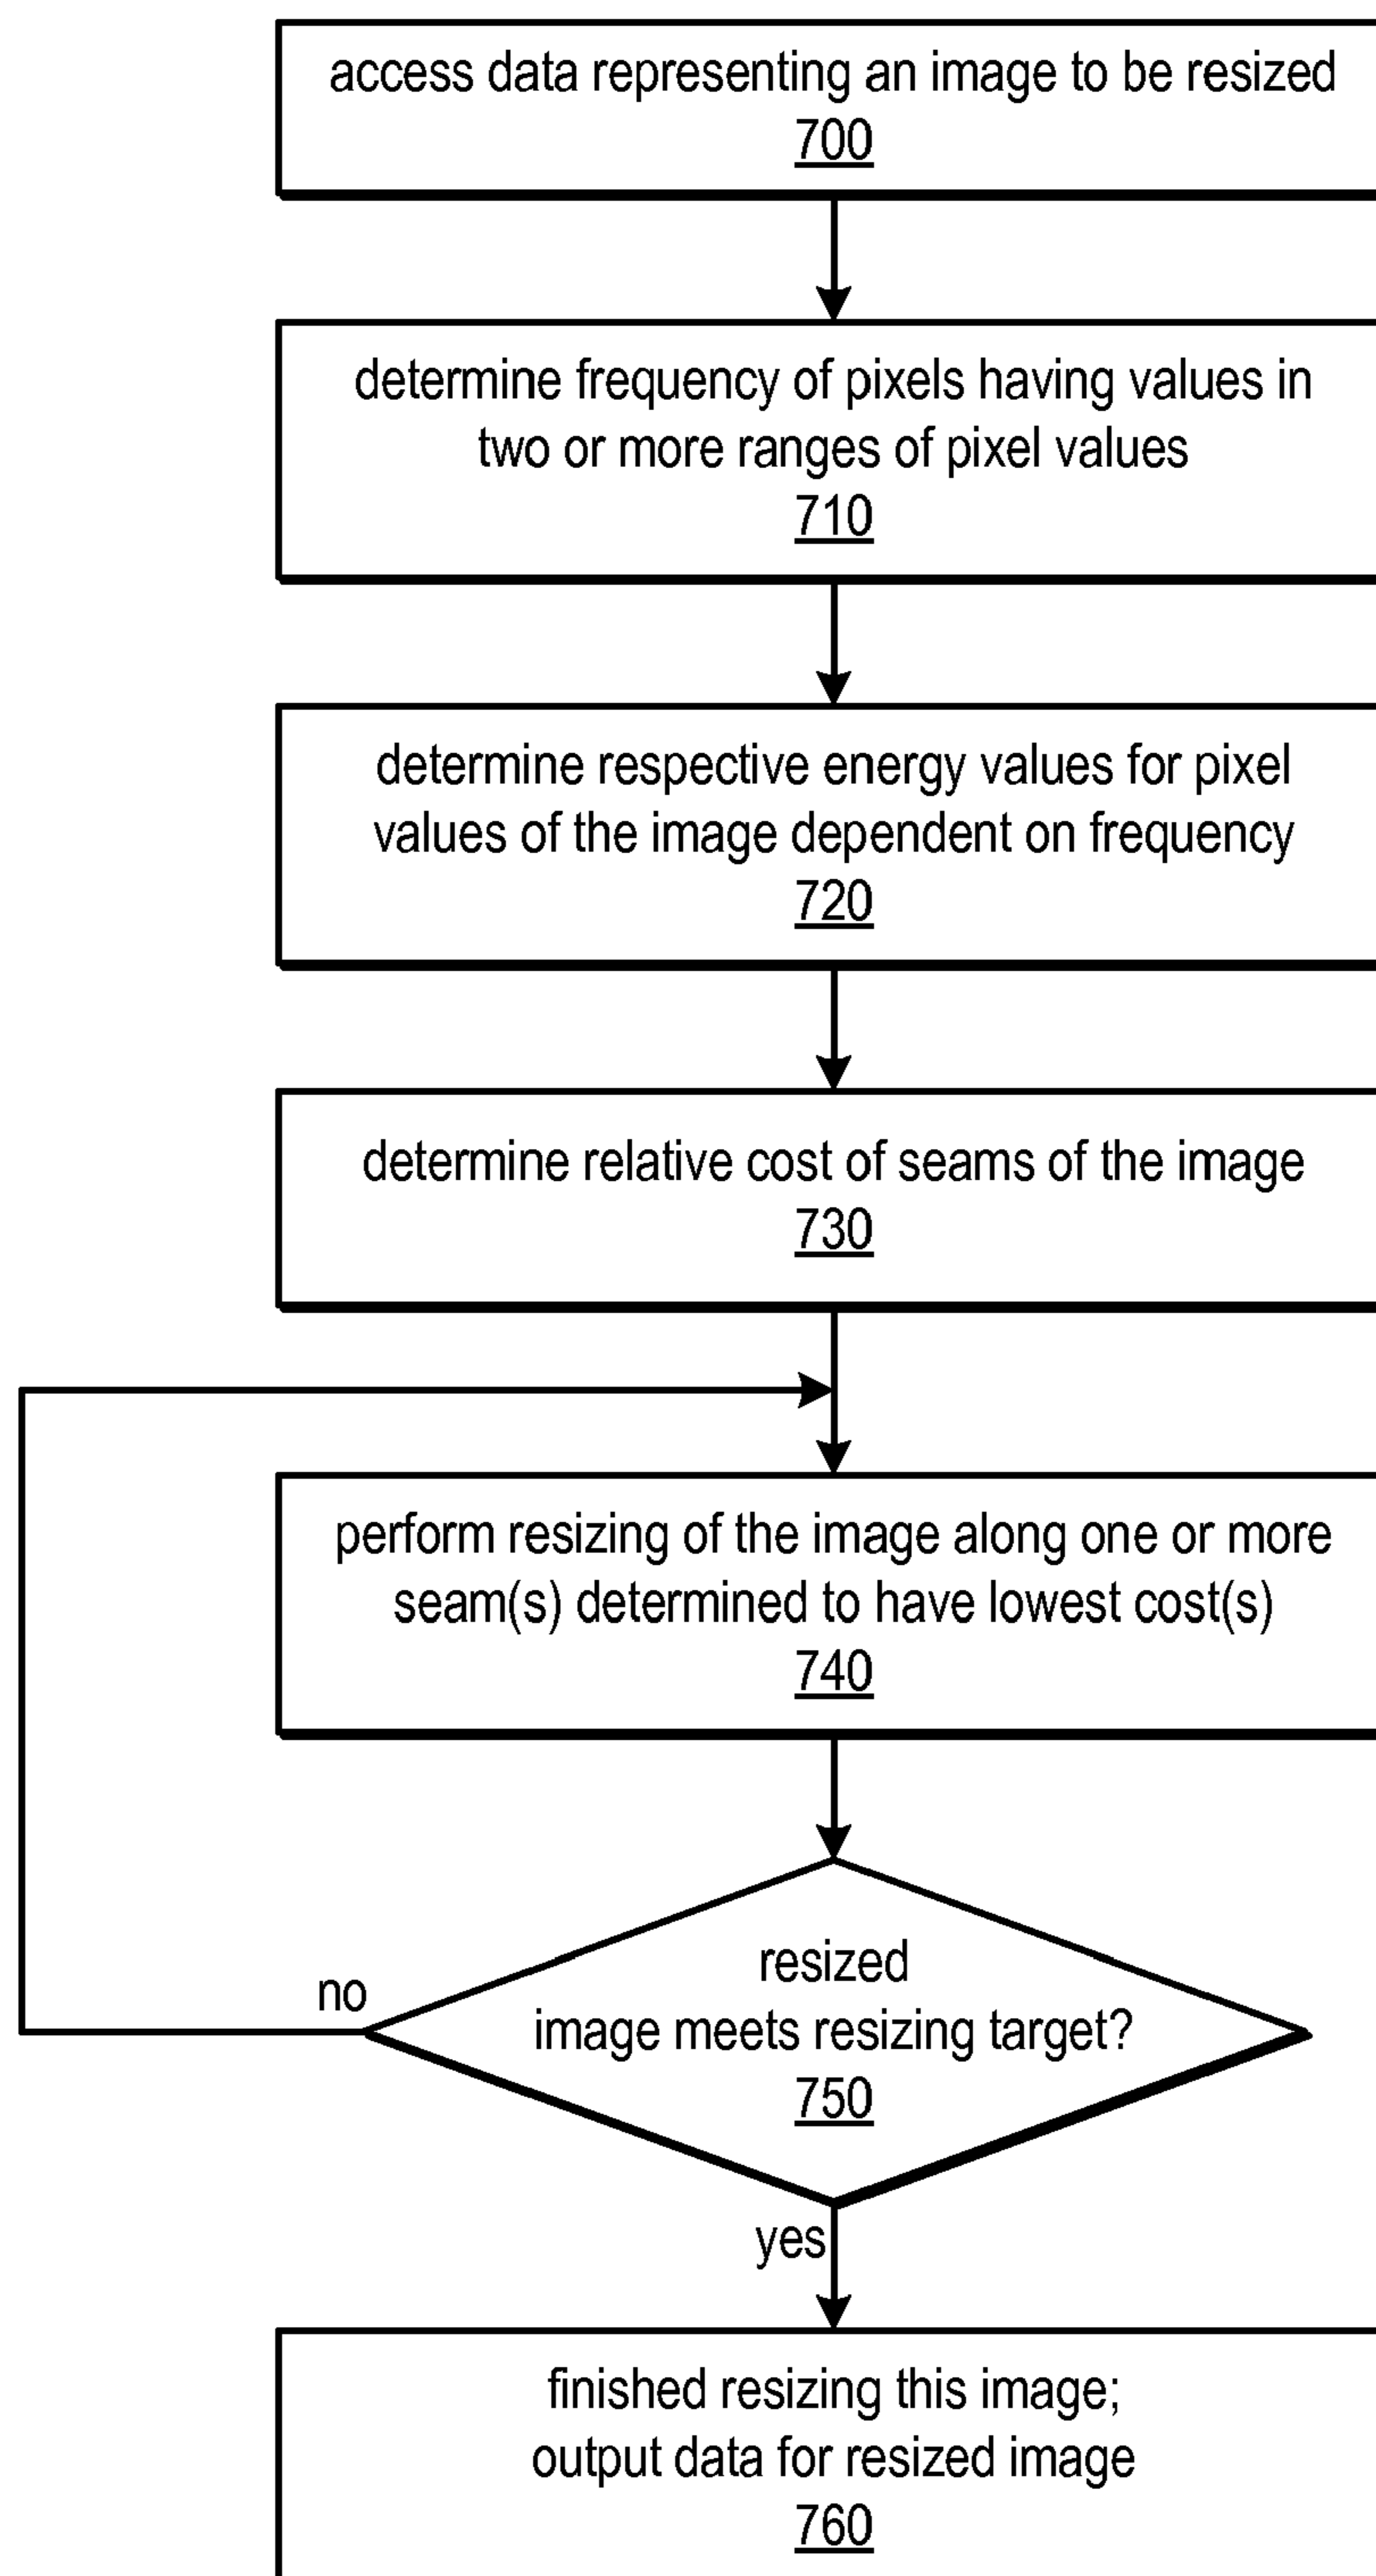 access data representing an image to be resized
700
determine frequency of pixels having values in
two or more ranges of pixel values
710
determine respective energy values for pixel
values of the image dependent on frequency
720
determine relative cost of seams of the image
730
perform resizing of the image along one or more
seam(s) determined to have lowest cost(s)
740
resized
image meets resizing target?
750
no
yes
finished resizing this image;
output data for resized image
760